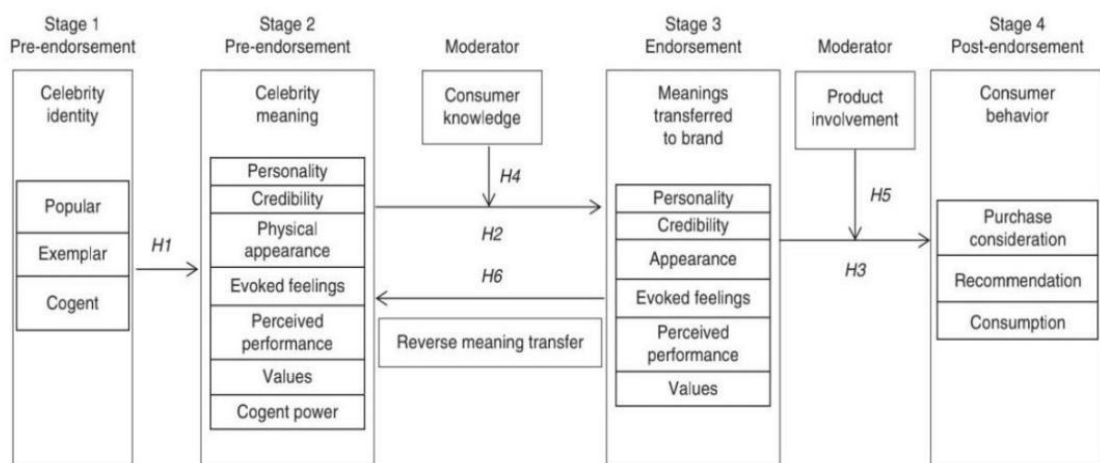 Stage 1
Pre-endorsement
Stage 2
Pre-endorsement
Moderator
Stage 3
Endorsement
Moderator
Stage 4
Post-endorsement
Celebrity
identity
Popular
Exemplar
Cogent
H1
Celebrity
meaning
Personality
Credibility
Physical
appearance
Evoked feelings
Perceived
performance
Values
Cogent power
Consumer
knowledge
H4
H2
H6
Reverse meaning transfer
Meanings
transferred
to brand
Personality
Credibility
Appearance
Evoked feelings
Perceived
performance
Values
Product
involvement
H5
H3
Consumer
behavior
Purchase
consideration
Recommendation
Consumption